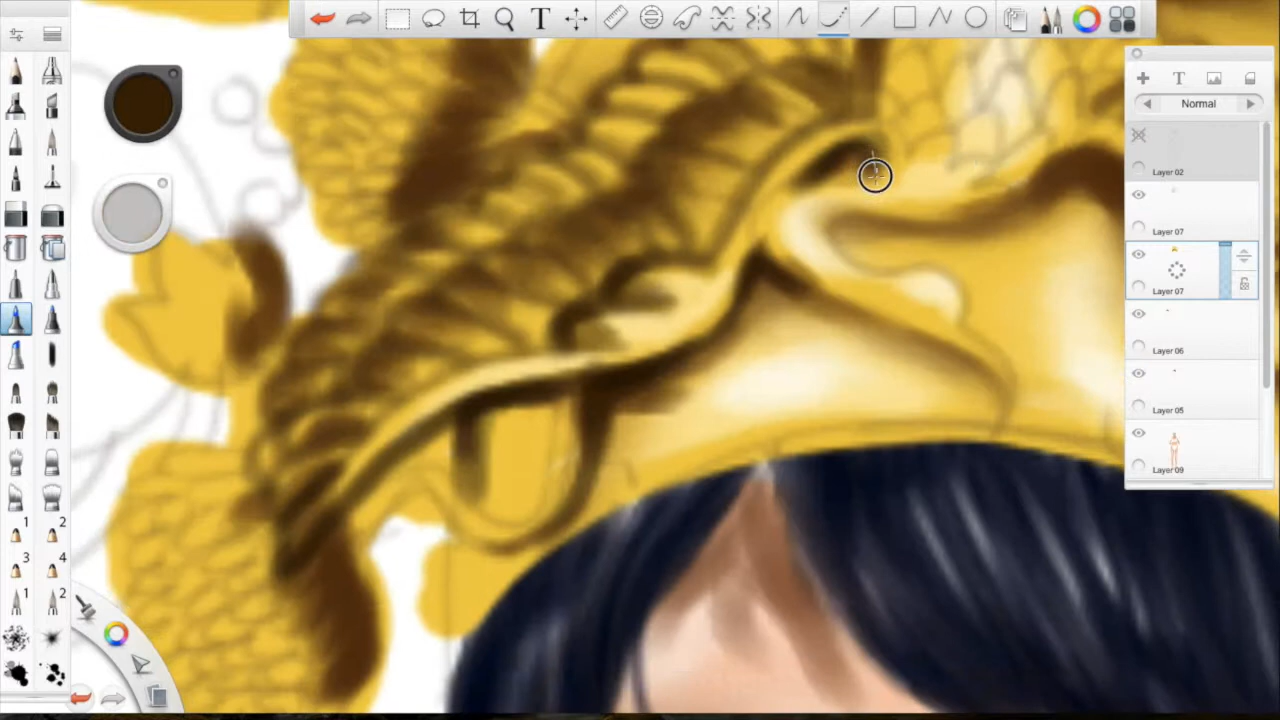 T
T
Normal
Layer 02
Layer 07
Layer 07
Layer 06
Layer 05
Layer 09
1 2
3 4
1 2